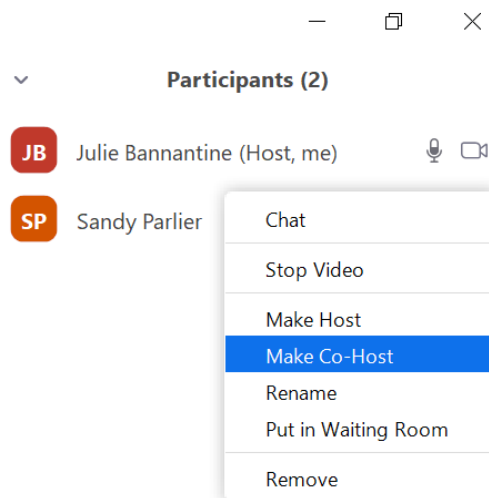 Participants (2)
JB Julie Bannantine (Host, me)
SP Sandy Parlier
Chat
Stop Video
Make Host
Make Co-Host
Rename
Put in Waiting Room
Remove